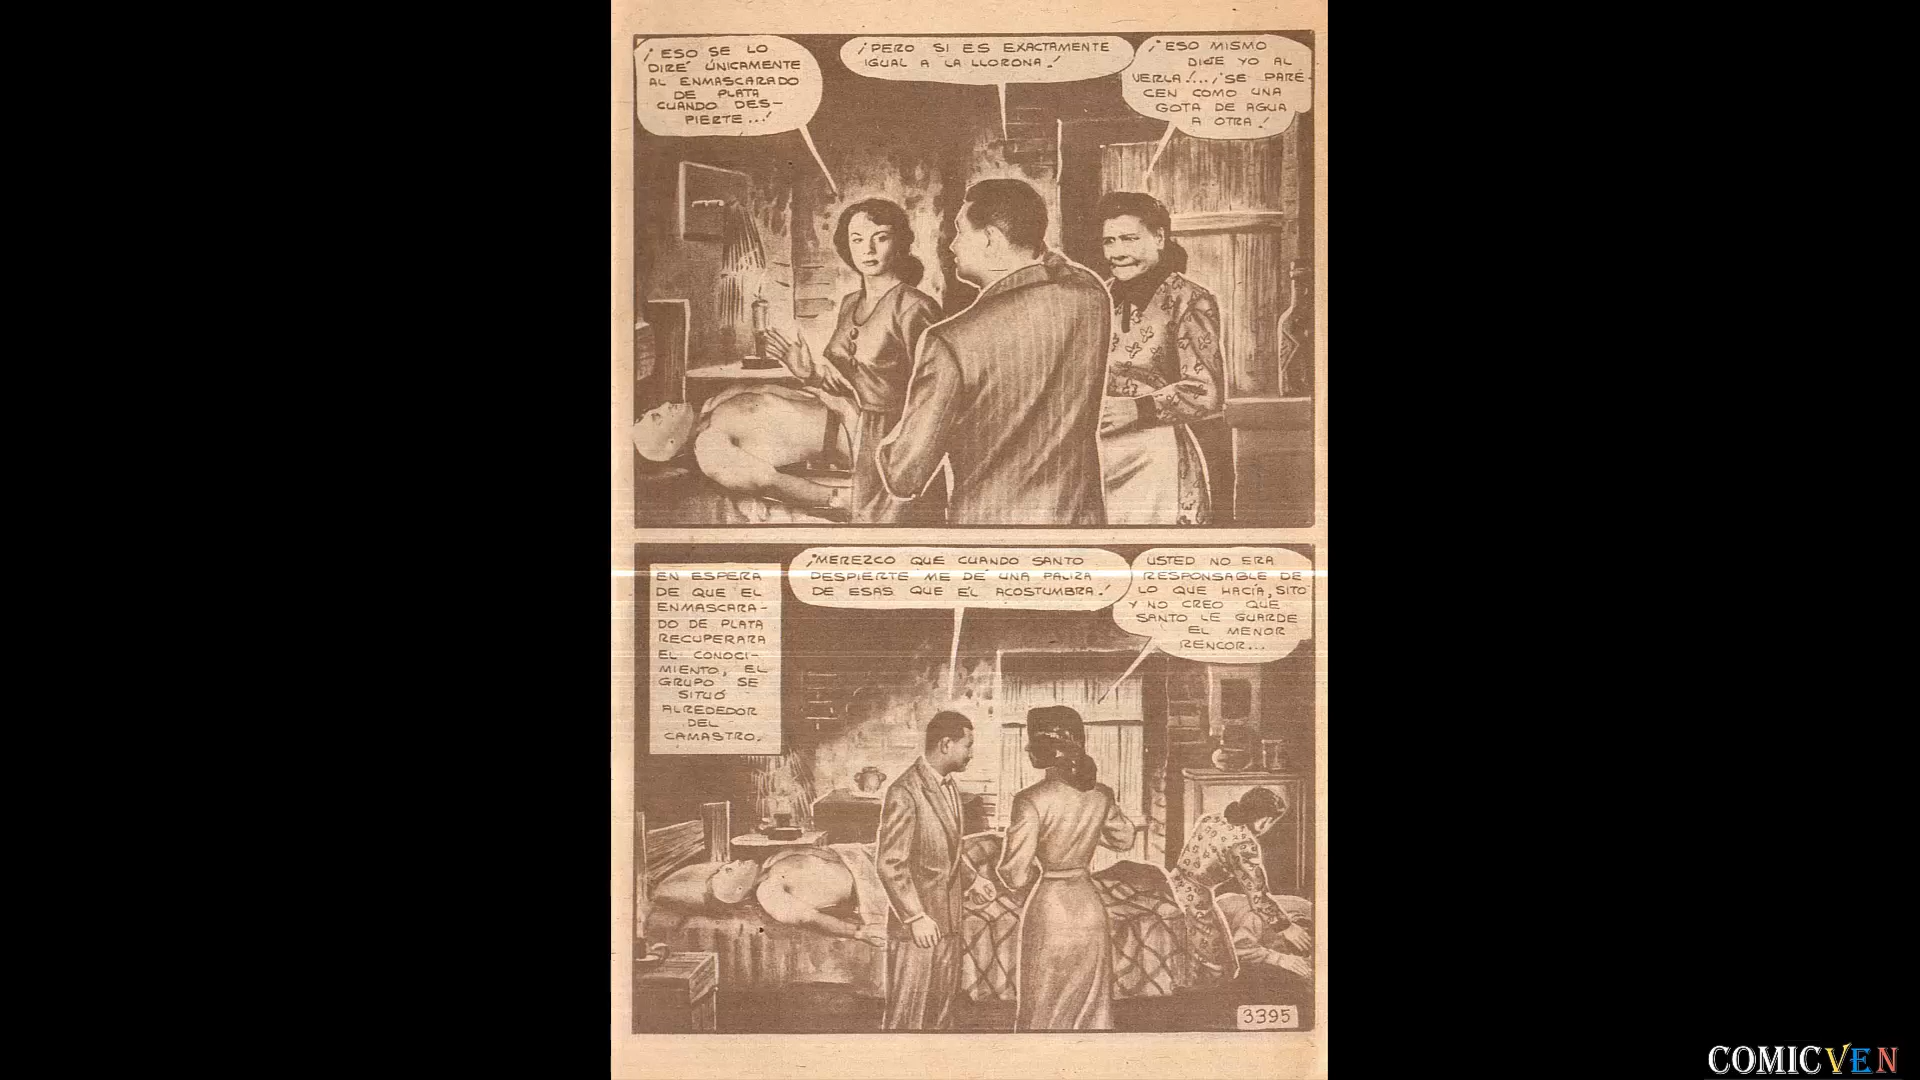 ¡ESO SE LO
DIRÉ ÚNICAMENTE
AL ENMASCARADO
DE PLATA
CUANDO DES-
PIERTE...!
¡PERO SI ES EXACTAMENTE
IGUAL A LA LLORONA!
¡ESO MISMO
DIJE YO AL
VERLA!...¡SE PARE-
CEN COMO UNA
GOTA DE AGUA
A OTRA!
EN ESPERA
DE QUE EL
ENMASCARA-
DO DE PLATA
RECUPERARA
EL CONOCI-
MIENTO, EL
GRUPO SE
SITUÓ
ALREDEDOR
DEL
CAMASTRO.
¡MEREZCO QUE CUANDO SANTO
DESPIERTE ME DÉ UNA PALIZA
DE ESAS QUE ÉL ACOSTUMBRA!
USTED NO ERA
RESPONSABLE DE
LO QUE HACÍA, SITO
Y NO CREO QUE
SANTO LE GUARDE
EL MENOR
RENCOR...
3395
COMICVEN